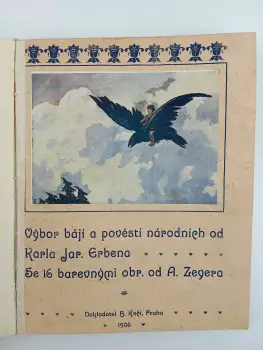 Výbor bájí a pověstí národních od
Karla Jar. Erbena
Se 16 barevnými obr. od A. Zeyera
Nakladatel B. Kočí, Praha
1906